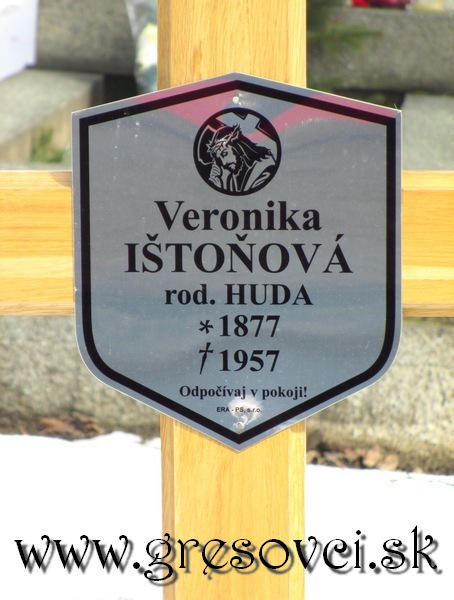 Veronika
IŠTOŇOVÁ
rod. HUDA
* 1877
† 1957
Odpočívaj v pokoji!
ERA - PS, s.r.o.
www.gresovci.sk